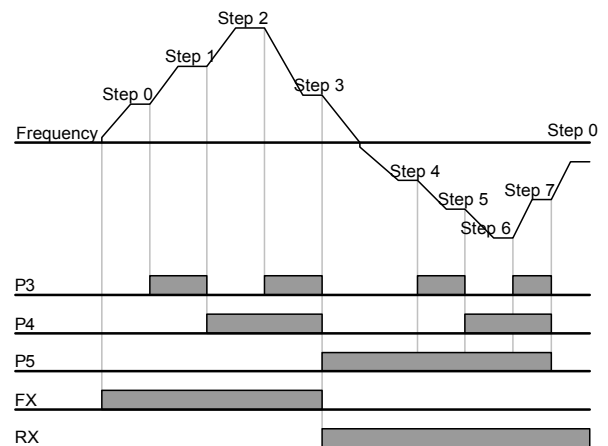 Step 2
Step 1
Step 0
Step 3
Frequency
Step 0
Step 4
Step 7
Step 5
Step 6
P3
P4
P5
FX
RX